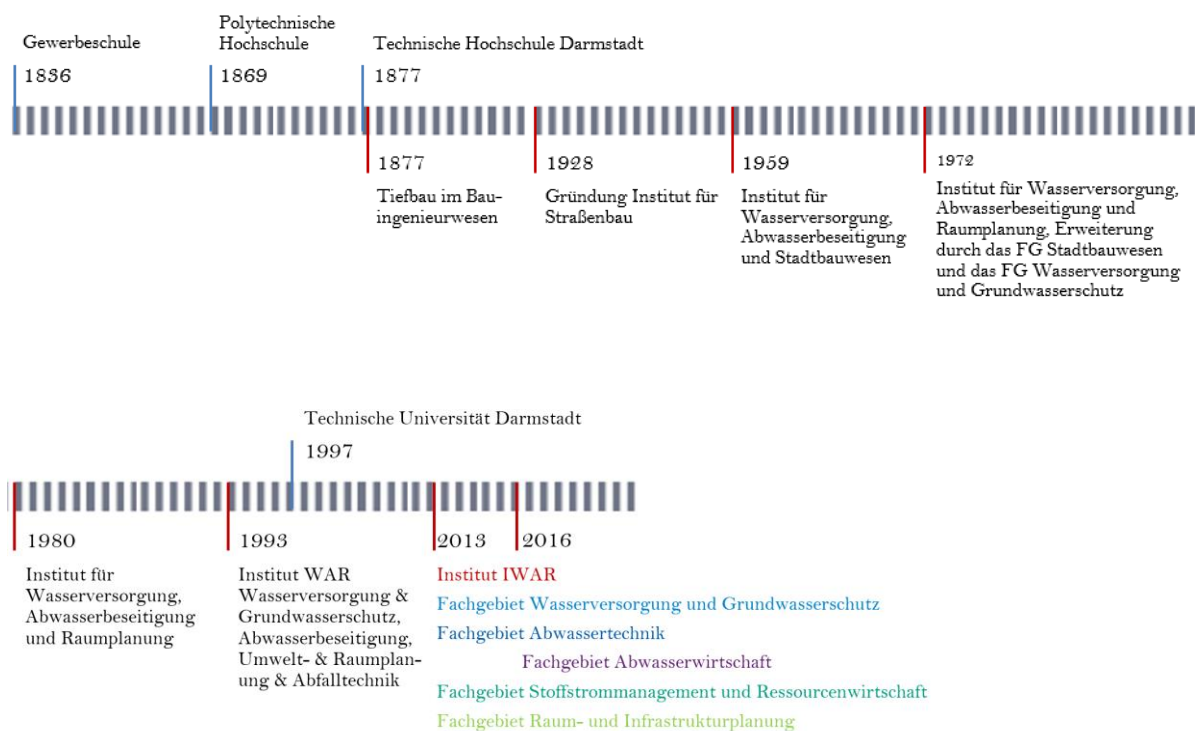 Gewerbeschule
1836
Polytechnische
Hochschule
1869
Technische Hochschule Darmstadt
1877
1877
Tiefbau im Bau-
ingenieurwesen
1928
Gründung Institut für
Straßenbau
1959
Institut für
Wasserversorgung,
Abwasserbeseitigung
und Stadtbauwesen
1972
Institut für Wasserversorgung,
Abwasserbeseitigung und
Raumplanung, Erweiterung
durch das FG Stadtbauwesen
und das FG Wasserversorgung
und Grundwasserschutz
Technische Universität Darmstadt
1997
1980
Institut für
Wasserversorgung,
Abwasserbeseitigung
und Raumplanung
1993
Institut WAR
Wasserversorgung &
Grundwasserschutz,
Abwasserbeseitigung,
Umwelt- & Raumplan-
ung & Abfalltechnik
2013
2016
Institut IWAR
Fachgebiet Wasserversorgung und Grundwasserschutz
Fachgebiet Abwassertechnik
Fachgebiet Abwasserwirtschaft
Fachgebiet Stoffstrommanagement und Ressourcenwirtschaft
Fachgebiet Raum- und Infrastrukturplanung